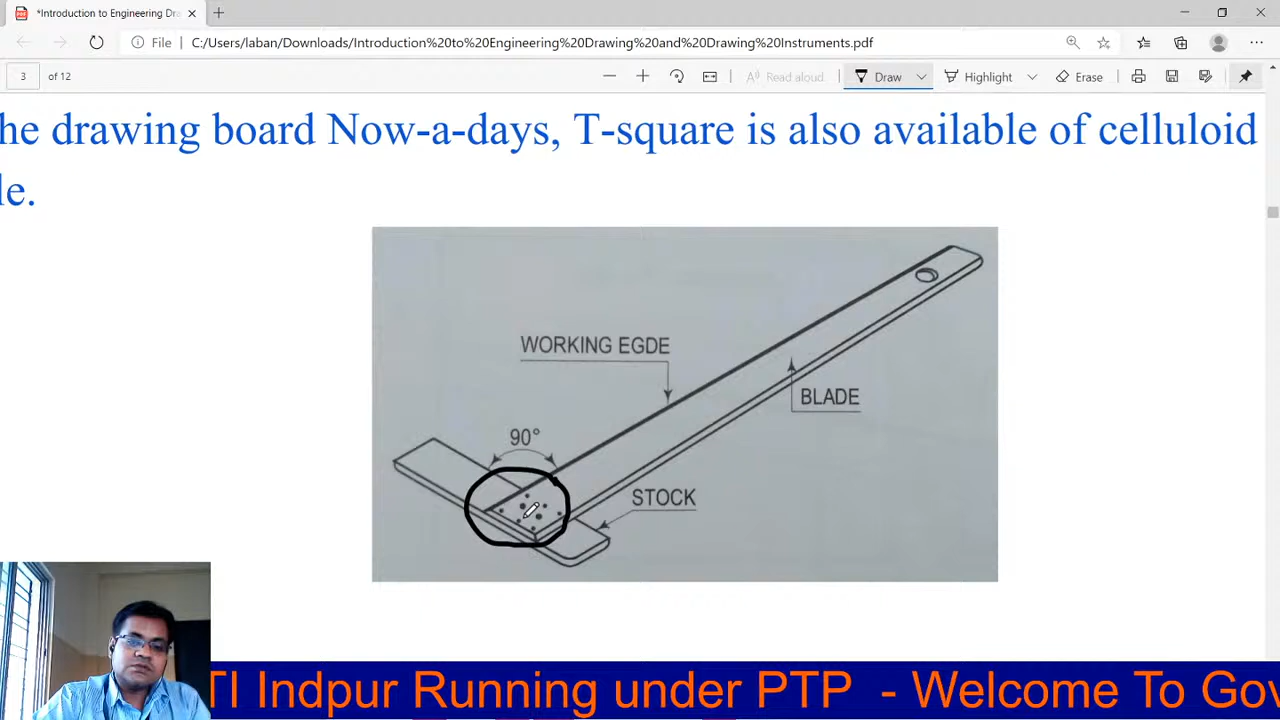 *Introduction to Engineering Dra
File
C:/Users/laban/Downloads/Introduction%20to%20Engineering%20Drawing%20and%20Drawing%20Instruments.pdf
3 of 12
Read aloud
Draw
Highlight
Erase
he drawing board Now-a-days, T-square is also available of celluloid
le.
WORKING EGDE
BLADE
90°
STOCK
TI Indpur Running under PTP - Welcome To Gov